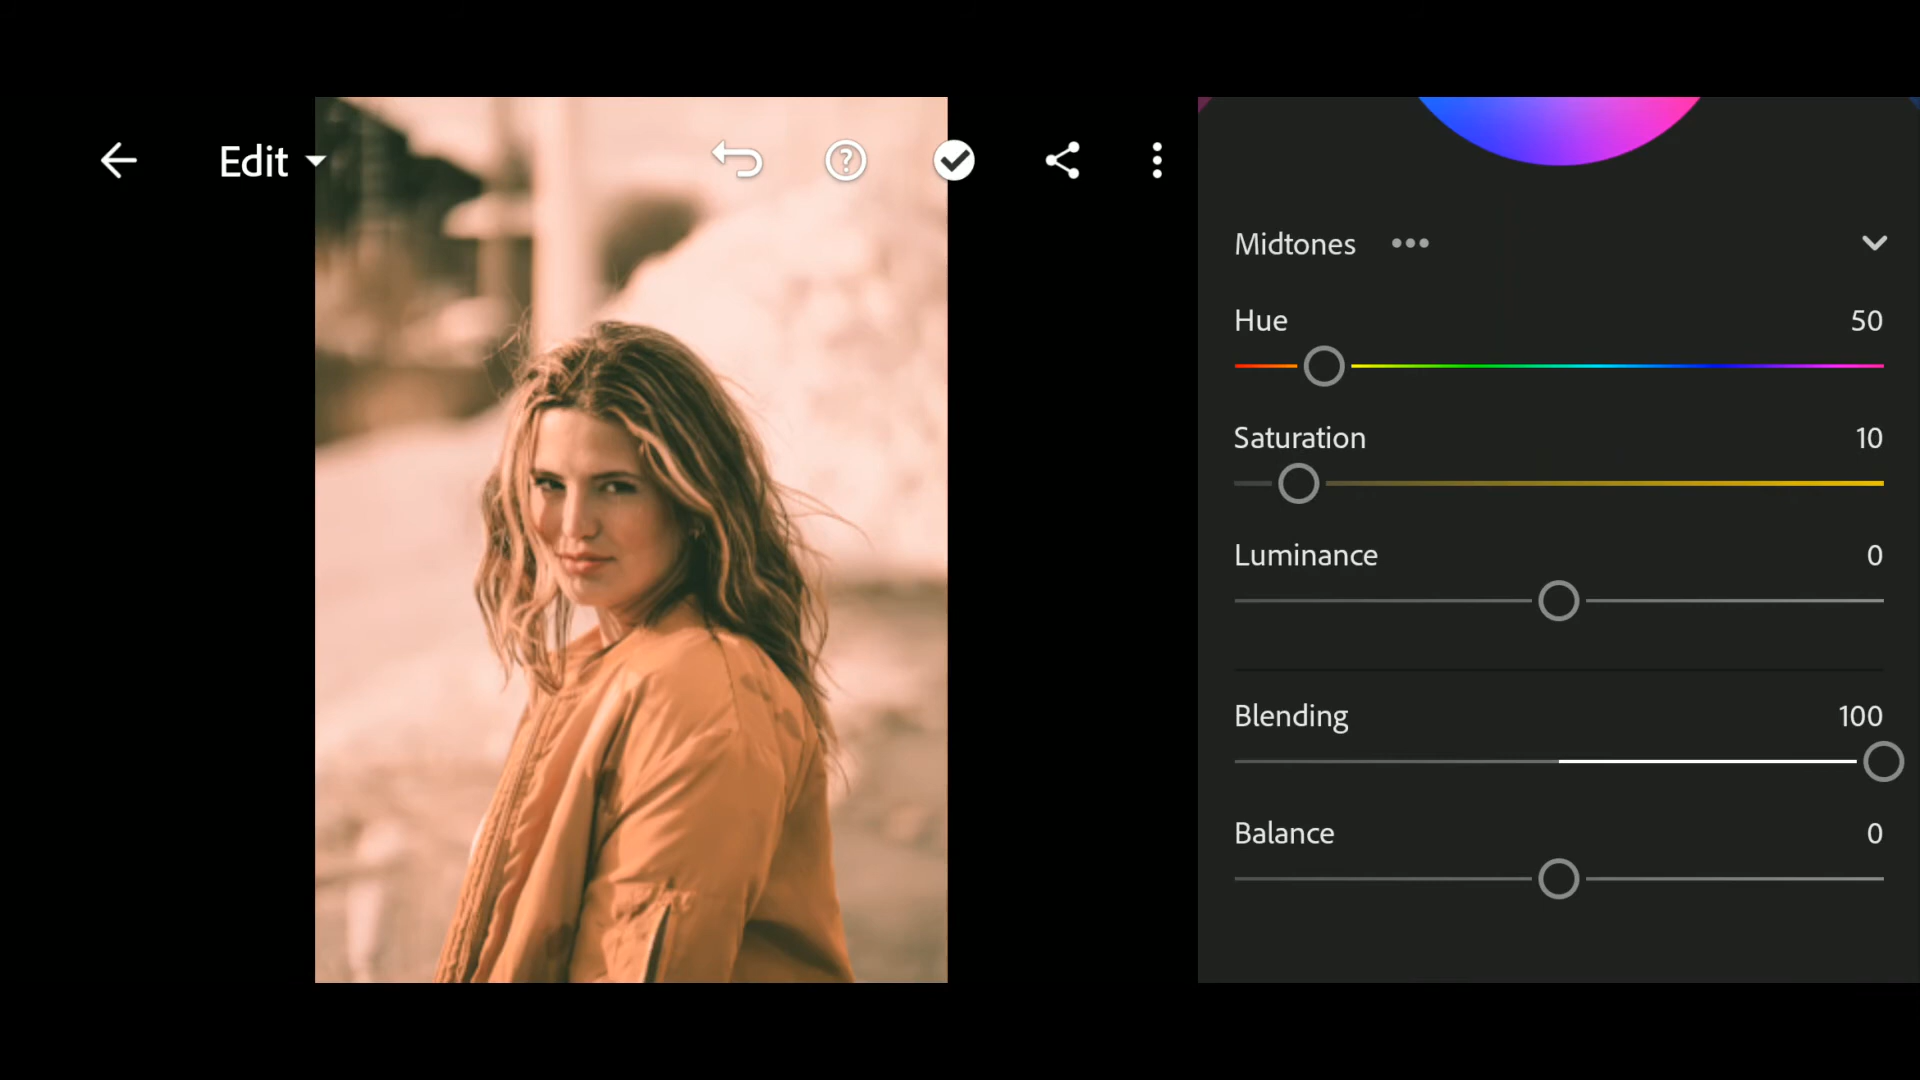 Edit
Midtones
Hue 50
Saturation 10
Luminance 0
Blending 100
Balance 0